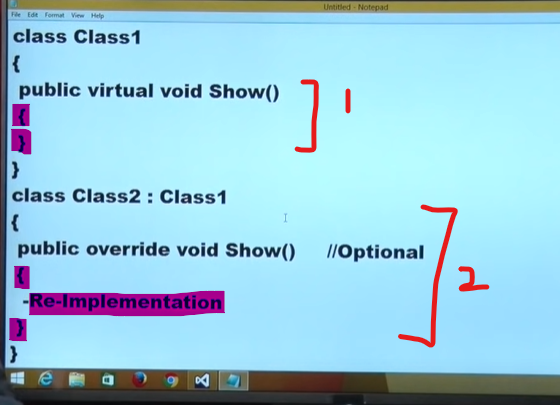 Untitled - Notepad
File Edit Format View Help
class Class1
{
public virtual void Show()
{
}
}
1
class Class2 : Class1
{
public override void Show() //Optional
{
-Re-Implementation
}
}
2